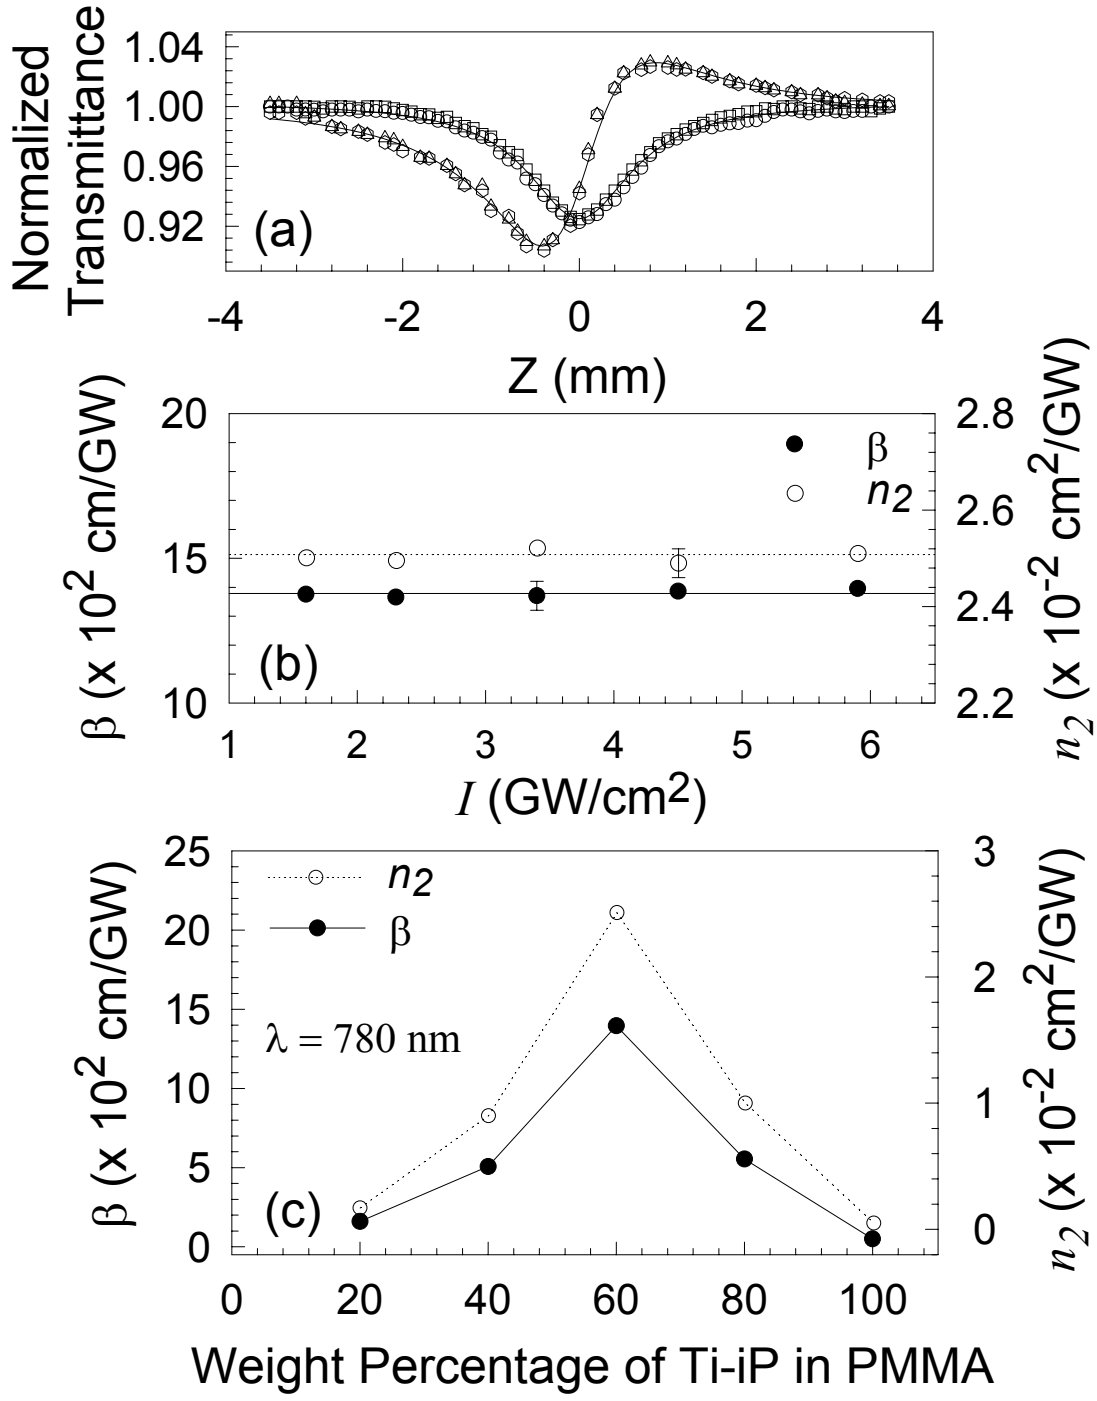 Normalized
Transmittance
1.04
1.00
0.96
0.92
(a)
-4 -2 0 2 4
Z (mm)
β (x 10² cm/GW)
20
15
10
β
n₂
(b)
2.8
2.6
2.4
2.2
n₂ (x 10⁻² cm²/GW)
1 2 3 4 5 6
I (GW/cm²)
β (x 10² cm/GW)
25
20
15
10
5
0
n₂
β
λ = 780 nm
(c)
3
2
1
0
n₂ (x 10⁻² cm²/GW)
0 20 40 60 80 100
Weight Percentage of Ti-iP in PMMA